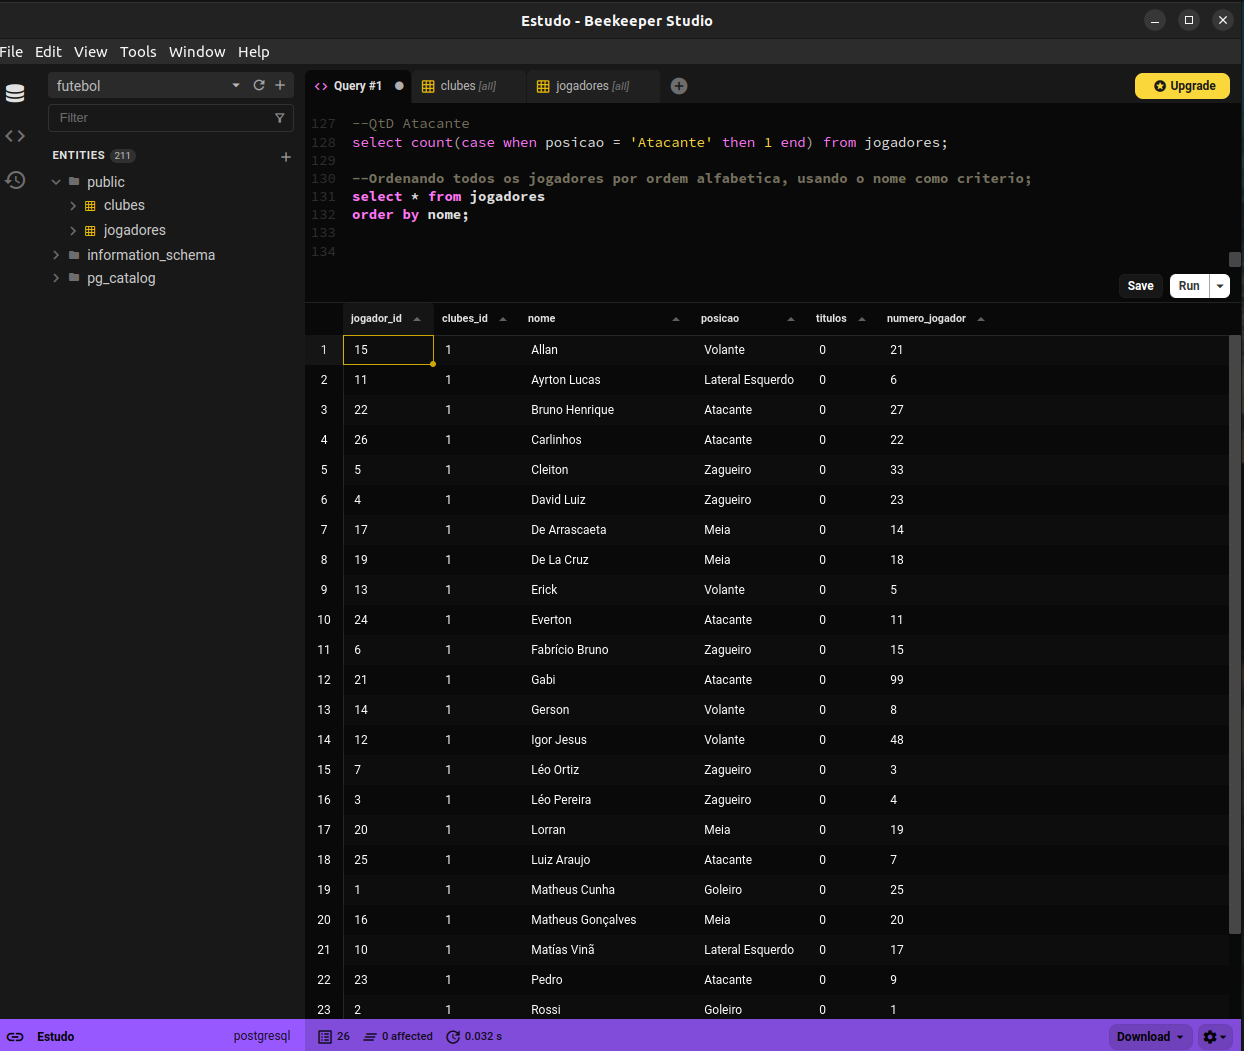 Estudo - Beekeeper Studio
File Edit View Tools Window Help
futebol
Filter
ENTITIES 211
public
clubes
jogadores
information_schema
pg_catalog
Query #1 clubes [all] jogadores [all]
Upgrade
127 --QtD Atacante
128 select count(case when posicao = 'Atacante' then 1 end) from jogadores;
129
130 --Ordenando todos os jogadores por ordem alfabetica, usando o nome como criterio;
131 select * from jogadores
132 order by nome;
133
134
Save Run
jogador_id clubes_id nome posicao titulos numero_jogador
1 15 1 Allan Volante 0 21
2 11 1 Ayrton Lucas Lateral Esquerdo 0 6
3 22 1 Bruno Henrique Atacante 0 27
4 26 1 Carlinhos Atacante 0 22
5 5 1 Cleiton Zagueiro 0 33
6 4 1 David Luiz Zagueiro 0 23
7 17 1 De Arrascaeta Meia 0 14
8 19 1 De La Cruz Meia 0 18
9 13 1 Erick Volante 0 5
10 24 1 Everton Atacante 0 11
11 6 1 Fabrício Bruno Zagueiro 0 15
12 21 1 Gabi Atacante 0 99
13 14 1 Gerson Volante 0 8
14 12 1 Igor Jesus Volante 0 48
15 7 1 Léo Ortiz Zagueiro 0 3
16 3 1 Léo Pereira Zagueiro 0 4
17 20 1 Lorran Meia 0 19
18 25 1 Luiz Araujo Atacante 0 7
19 1 1 Matheus Cunha Goleiro 0 25
20 16 1 Matheus Gonçalves Meia 0 20
21 10 1 Matías Vinã Lateral Esquerdo 0 17
22 23 1 Pedro Atacante 0 9
23 2 1 Rossi Goleiro 0 1
Estudo postgresql 26 0 affected 0.032 s Download